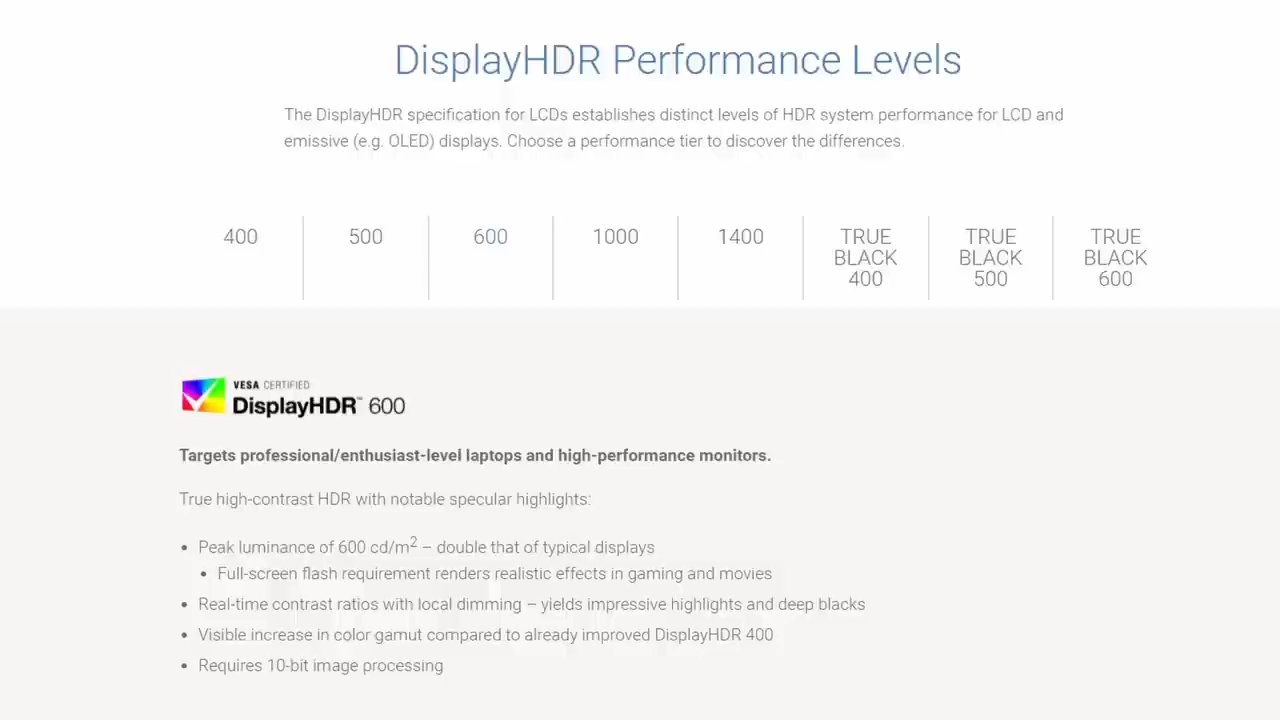 DisplayHDR Performance Levels
The DisplayHDR specification for LCDs establishes distinct levels of HDR system performance for LCD and
emissive (e.g. OLED) displays. Choose a performance tier to discover the differences.
400
500
600
1000
1400
TRUE
BLACK
400
TRUE
BLACK
500
TRUE
BLACK
600
VESA CERTIFIED
DisplayHDR™ 600
Targets professional/enthusiast-level laptops and high-performance monitors.
True high-contrast HDR with notable specular highlights:
• Peak luminance of 600 cd/m² – double that of typical displays
• Full-screen flash requirement renders realistic effects in gaming and movies
• Real-time contrast ratios with local dimming – yields impressive highlights and deep blacks
• Visible increase in color gamut compared to already improved DisplayHDR 400
• Requires 10-bit image processing